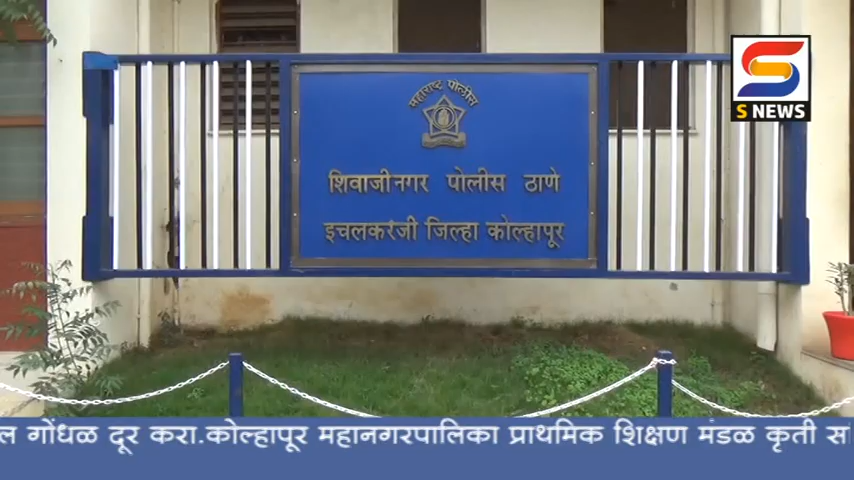 S NEWS
महाराष्ट्र पोलीस
शिवाजीनगर पोलीस ठाणे
इचलकरंजी जिल्हा कोल्हापूर
गोंधळ दूर करा.कोल्हापूर महानगरपालिका प्राथमिक शिक्षण मंडळ कृती